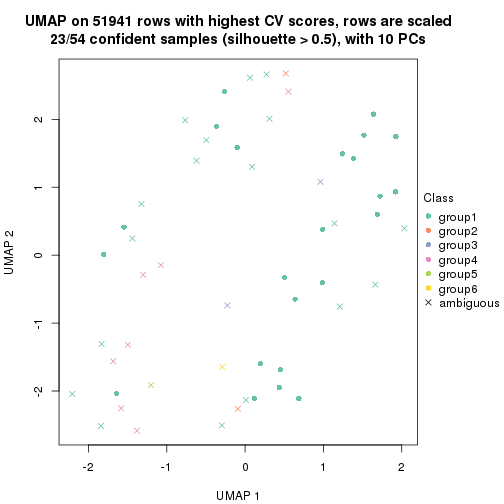 UMAP on 51941 rows with highest CV scores, rows are scaled
23/54 confident samples (silhouette > 0.5), with 10 PCs
UMAP 2
2
1
0
-1
-2
-2
-1
0
1
2
UMAP 1
Class
group1
group2
group3
group4
group5
group6
ambiguous